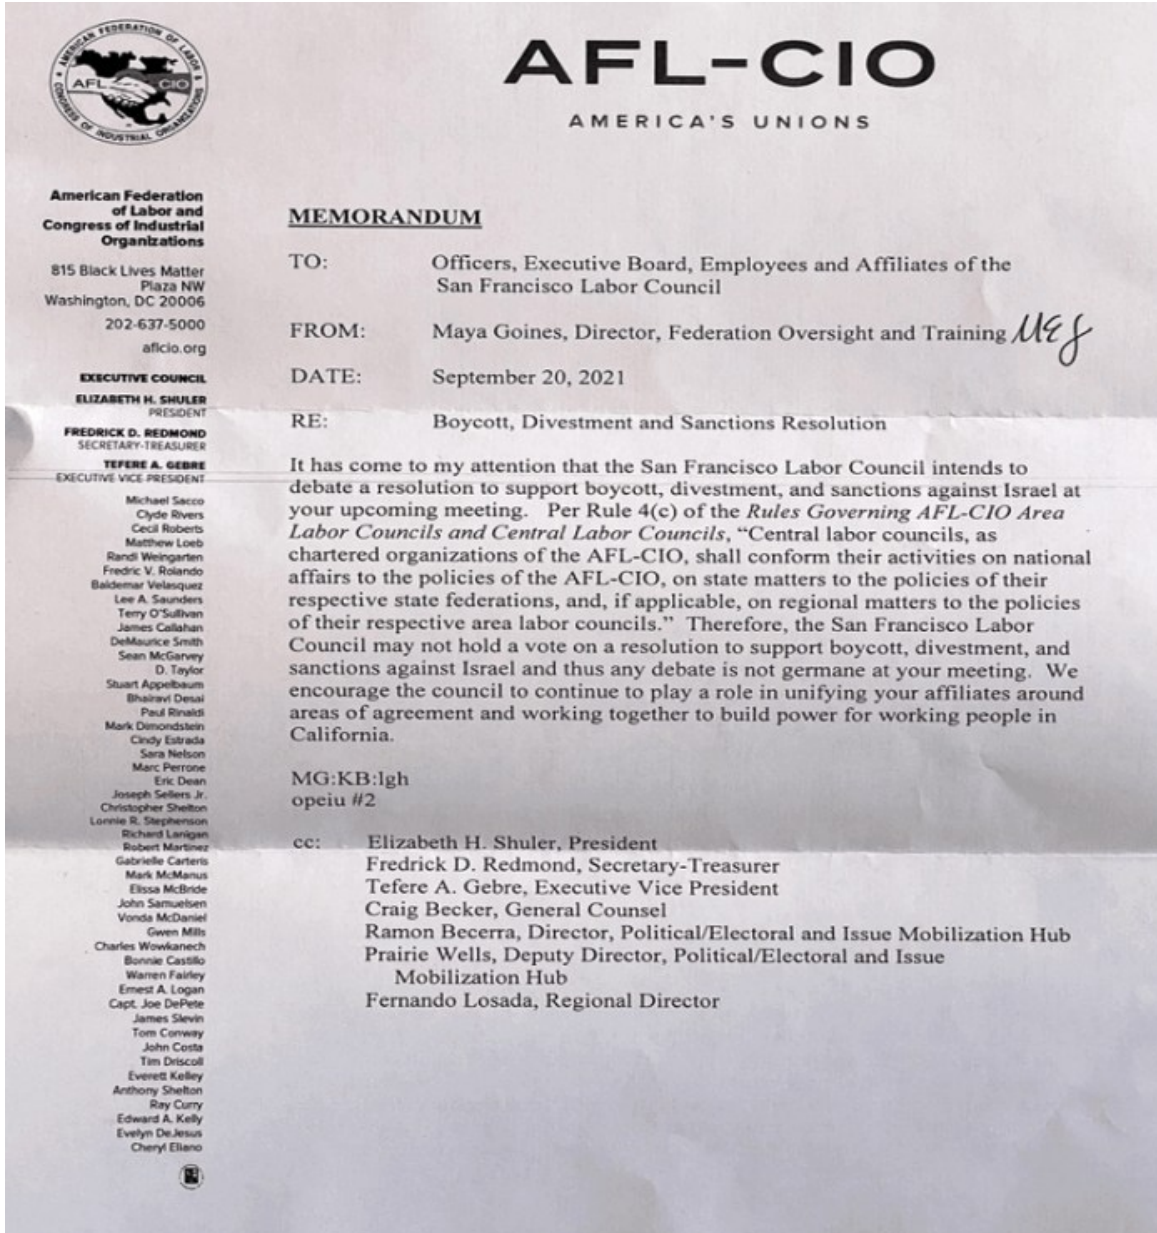 AMERICAN FEDERATION OF LABOR &
CONGRESS OF INDUSTRIAL ORGANIZATIONS
AFL CIO
AFL-CIO
AMERICA'S UNIONS
American Federation
of Labor and
Congress of Industrial
Organizations
815 Black Lives Matter
Plaza NW
Washington, DC 20006
202-637-5000
aflcio.org
EXECUTIVE COUNCIL
ELIZABETH H. SHULER
PRESIDENT
FREDRICK D. REDMOND
SECRETARY-TREASURER
TEFERE A. GEBRE
EXECUTIVE VICE PRESIDENT
Michael Sacco
Clyde Rivers
Cecil Roberts
Matthew Loeb
Randi Weingarten
Fredric V. Rolando
Baldemar Velasquez
Lee A. Saunders
Terry O'Sullivan
James Callahan
DeMaurice Smith
Sean McGarvey
D. Taylor
Stuart Appelbaum
Bhairavi Desai
Paul Rinaldi
Mark Dimondstein
Cindy Estrada
Sara Nelson
Marc Perrone
Eric Dean
Joseph Sellers Jr.
Christopher Shelton
Lonnie R. Stephenson
Richard Lanigan
Robert Martinez
Gabrielle Carteris
Mark McManus
Elissa McBride
John Samuelsen
Vonda McDaniel
Gwen Mills
Charles Wowkanech
Bonnie Castillo
Warren Fairley
Ernest A. Logan
Capt. Joe DePete
James Slevin
Tom Conway
John Costa
Tim Driscoll
Everett Kelley
Anthony Shelton
Ray Curry
Edward A. Kelly
Evelyn DeJesus
Cheryl Eliano
MEMORANDUM
TO: Officers, Executive Board, Employees and Affiliates of the
San Francisco Labor Council
FROM: Maya Goines, Director, Federation Oversight and Training
DATE: September 20, 2021
RE: Boycott, Divestment and Sanctions Resolution
It has come to my attention that the San Francisco Labor Council intends to
debate a resolution to support boycott, divestment, and sanctions against Israel at
your upcoming meeting. Per Rule 4(c) of the Rules Governing AFL-CIO Area
Labor Councils and Central Labor Councils, “Central labor councils, as
chartered organizations of the AFL-CIO, shall conform their activities on national
affairs to the policies of the AFL-CIO, on state matters to the policies of their
respective state federations, and, if applicable, on regional matters to the policies
of their respective area labor councils.” Therefore, the San Francisco Labor
Council may not hold a vote on a resolution to support boycott, divestment, and
sanctions against Israel and thus any debate is not germane at your meeting. We
encourage the council to continue to play a role in unifying your affiliates around
areas of agreement and working together to build power for working people in
California.
MG:KB:lgh
opeiu #2
cc: Elizabeth H. Shuler, President
Fredrick D. Redmond, Secretary-Treasurer
Tefere A. Gebre, Executive Vice President
Craig Becker, General Counsel
Ramon Becerra, Director, Political/Electoral and Issue Mobilization Hub
Prairie Wells, Deputy Director, Political/Electoral and Issue
Mobilization Hub
Fernando Losada, Regional Director